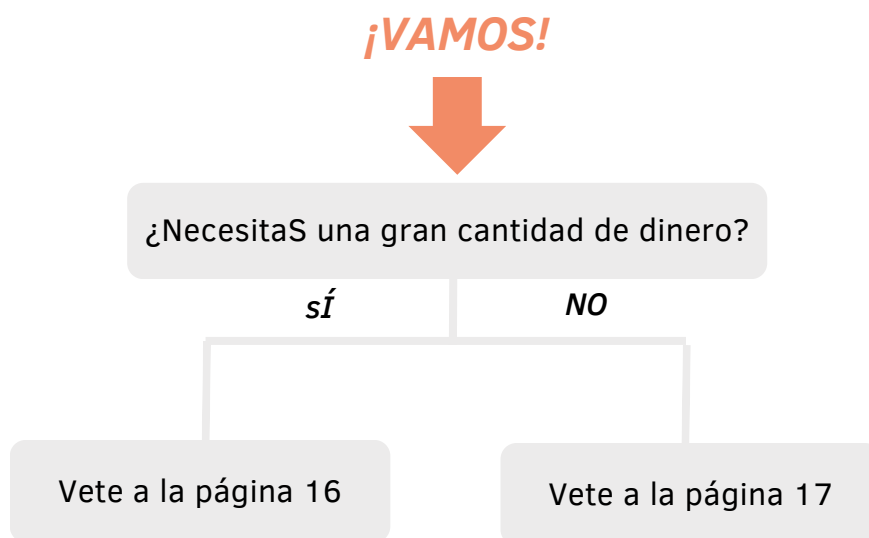 ¡VAMOS!
¿NecesitaS una gran cantidad de dinero?
sÍ
NO
Vete a la página 16
Vete a la página 17